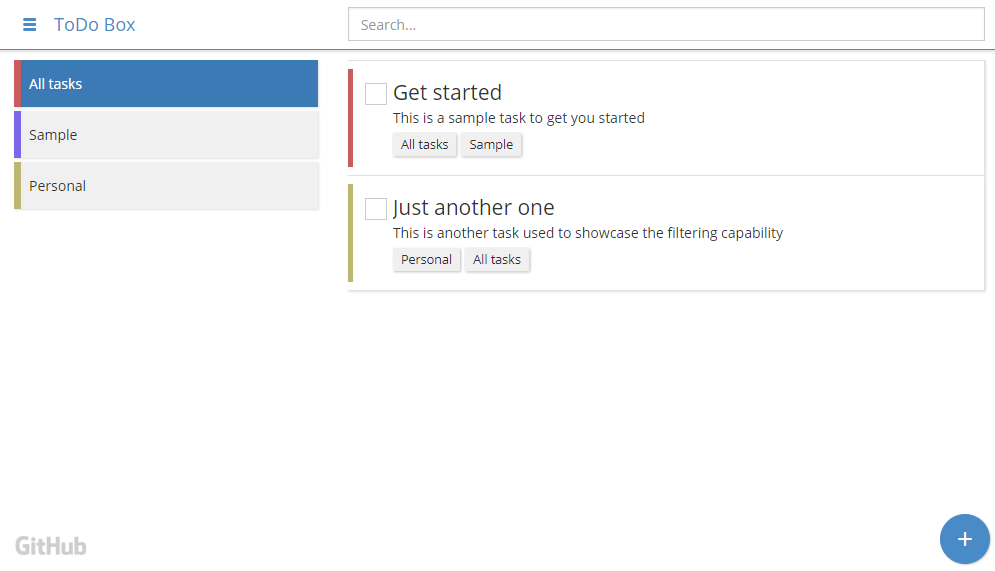 ToDo Box
Search...
All tasks
Sample
Personal
Get started
This is a sample task to get you started
All tasks
Sample
Just another one
This is another task used to showcase the filtering capability
Personal
All tasks
GitHub
+